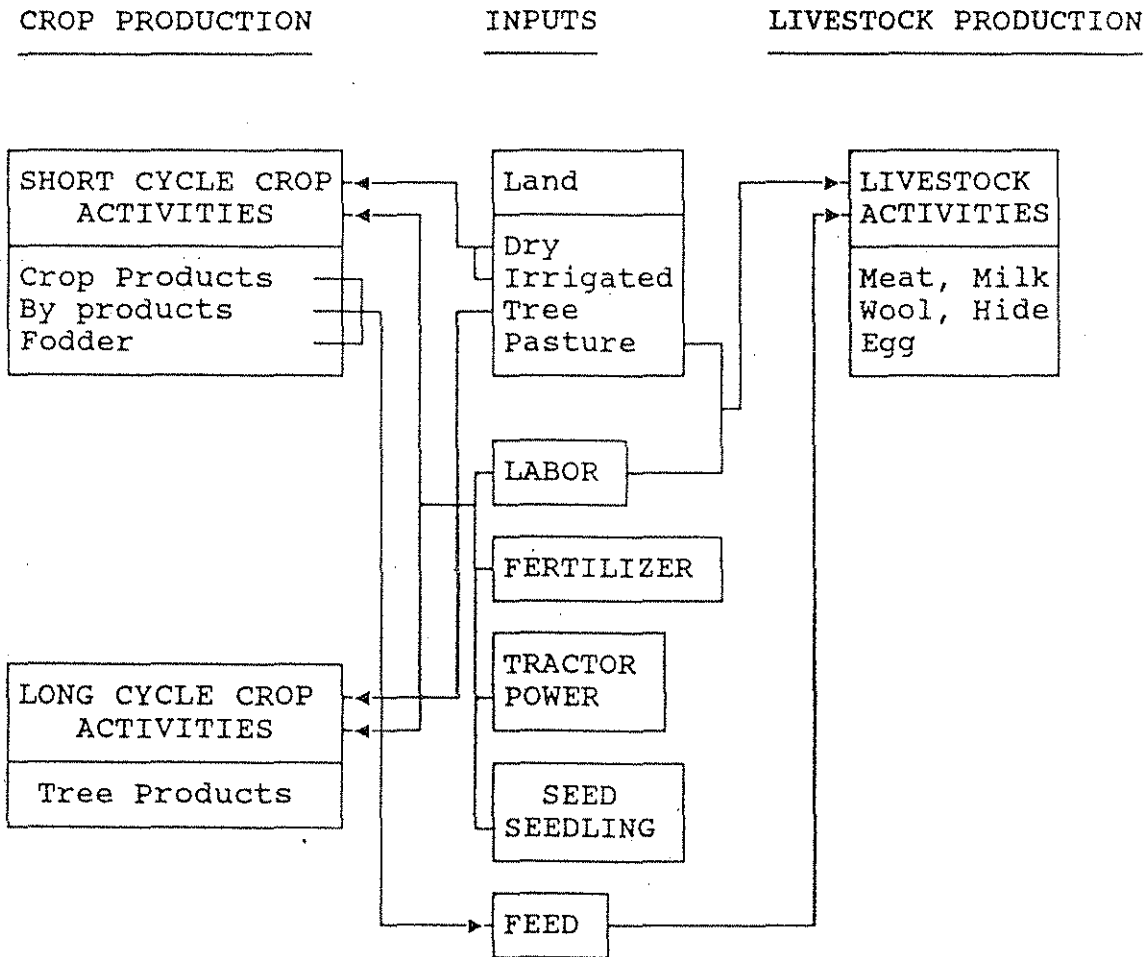 CROP PRODUCTION
INPUTS
LIVESTOCK PRODUCTION
SHORT CYCLE CROP
ACTIVITIES
Crop Products
By products
Fodder
LONG CYCLE CROP
ACTIVITIES
Tree Products
Land
Dry
Irrigated
Tree
Pasture
LABOR
FERTILIZER
TRACTOR
POWER
SEED
SEEDLING
FEED
LIVESTOCK
ACTIVITIES
Meat, Milk
Wool, Hide
Egg